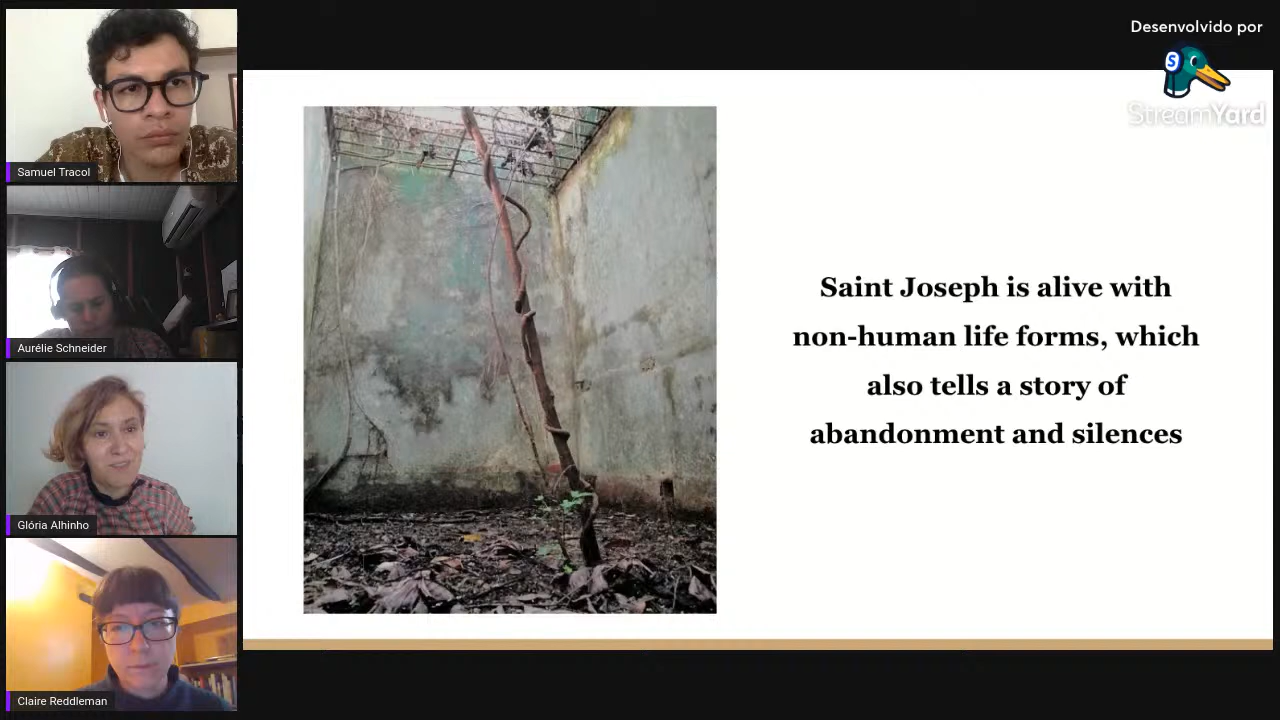 Samuel Tracol
Aurélie Schneider
Glória Alhinho
Claire Reddleman
Desenvolvido por
S
StreamYard
Saint Joseph is alive with
non-human life forms, which
also tells a story of
abandonment and silences